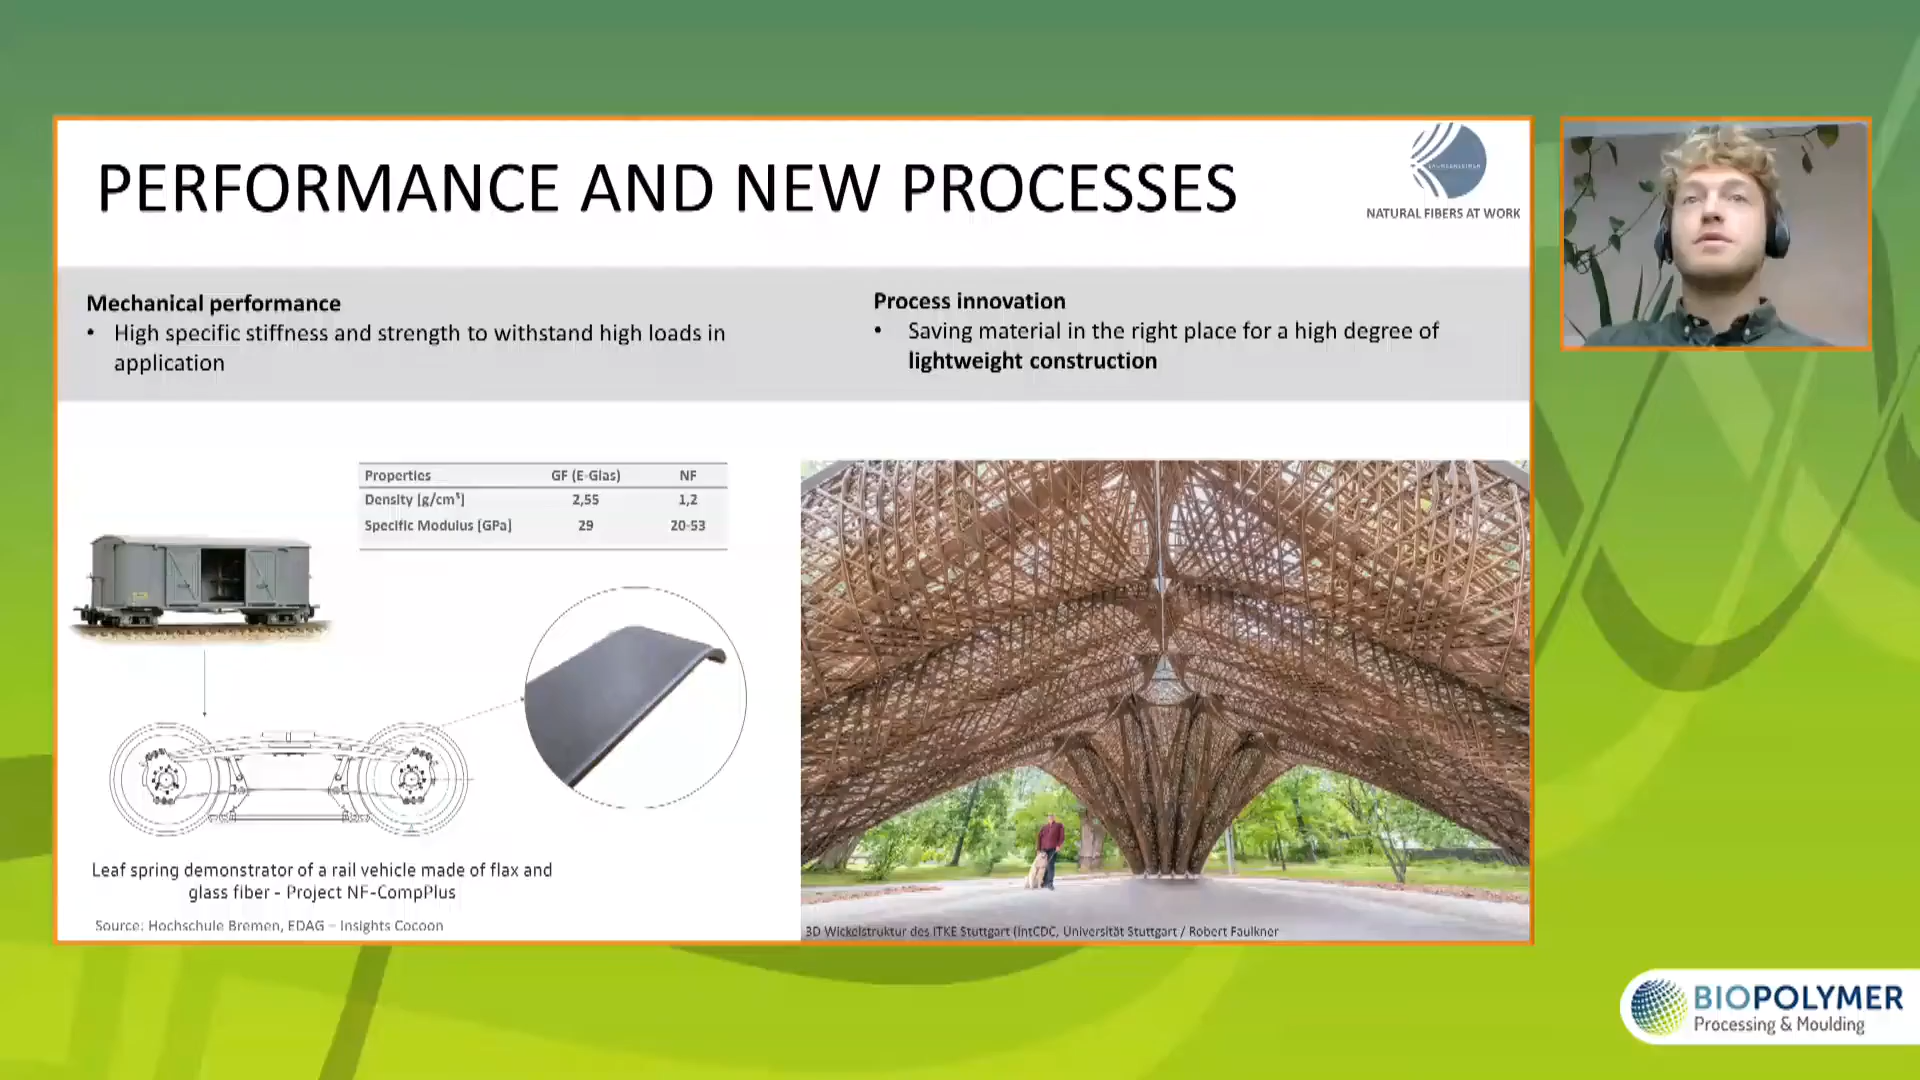 PERFORMANCE AND NEW PROCESSES
NATURAL FIBERS AT WORK
Mechanical performance
• High specific stiffness and strength to withstand high loads in
application
Process innovation
• Saving material in the right place for a high degree of
lightweight construction
Properties GF (E-Glas) NF
Density [g/cm³] 2,55 1,2
Specific Modulus [GPa] 29 20-53
Leaf spring demonstrator of a rail vehicle made of flax and
glass fiber - Project NF-CompPlus
Source: Hochschule Bremen, EDAG – Insights Cocoon
3D Wickelstruktur des ITKE Stuttgart (IntCDC, Universität Stuttgart / Robert Faulkner
BIOPOLYMER
Processing & Moulding